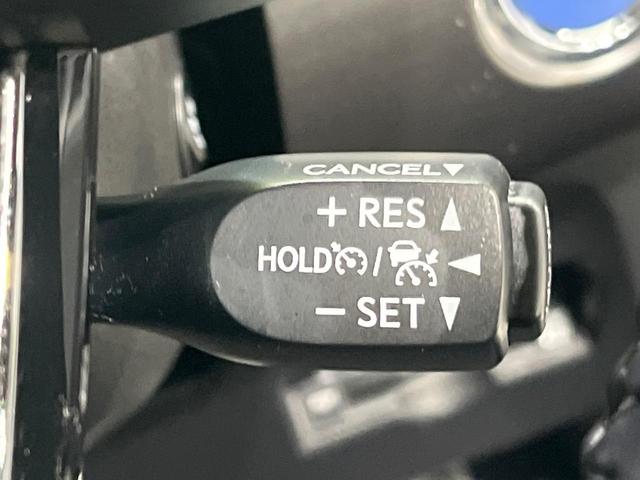 CANCEL▼
+ RES ▲
HOLD / ◀
− SET ▼